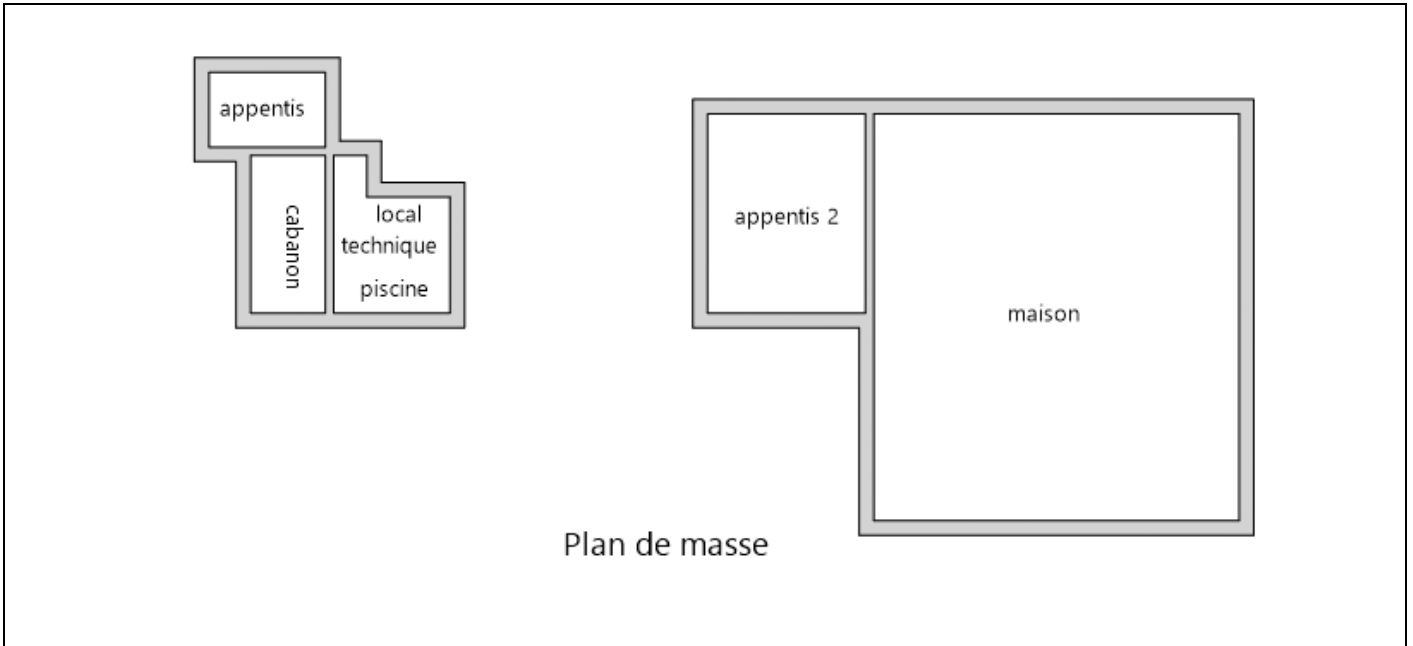 appentis
cabanon
local
technique
piscine
appentis 2
maison
Plan de masse